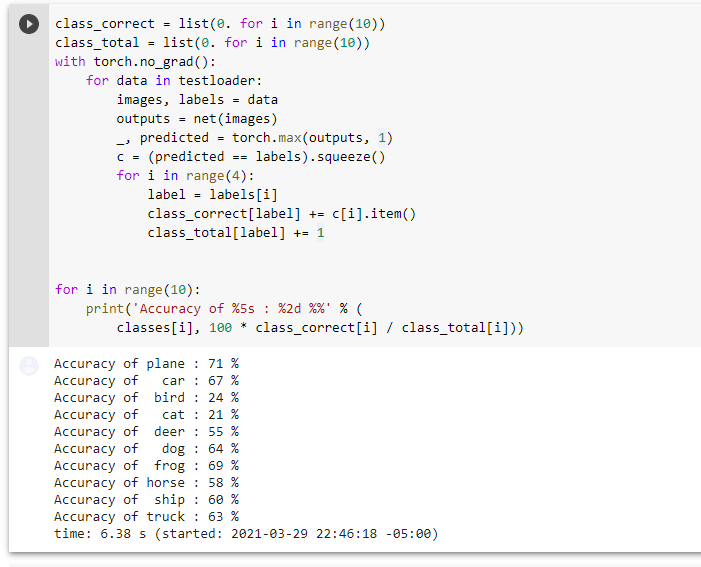 class_correct = list(0. for i in range(10))
class_total = list(0. for i in range(10))
with torch.no_grad():
    for data in testloader:
        images, labels = data
        outputs = net(images)
        _, predicted = torch.max(outputs, 1)
        c = (predicted == labels).squeeze()
        for i in range(4):
            label = labels[i]
            class_correct[label] += c[i].item()
            class_total[label] += 1
for i in range(10):
    print('Accuracy of %5s : %2d %%' % (
        classes[i], 100 * class_correct[i] / class_total[i]))
Accuracy of plane : 71 %
Accuracy of   car : 67 %
Accuracy of  bird : 24 %
Accuracy of   cat : 21 %
Accuracy of  deer : 55 %
Accuracy of   dog : 64 %
Accuracy of  frog : 69 %
Accuracy of horse : 58 %
Accuracy of  ship : 60 %
Accuracy of truck : 63 %
time: 6.38 s (started: 2021-03-29 22:46:18 -05:00)